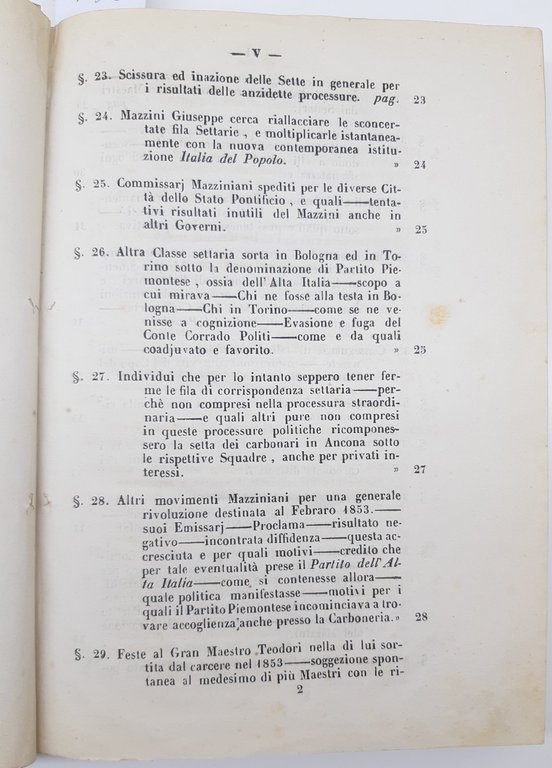 — V —
§. 23. Scissura ed inazione delle Sette in generale per
i risultati delle anzidette processure. pag. 23
§. 24. Mazzini Giuseppe cerca riallacciare le sconcer-
tate fila Settarie , e moltiplicarle istantanea-
mente con la nuova contemporanea istitu-
zione Italia del Popolo. » 24
§. 25. Commissarj Mazziniani spediti per le diverse Cit-
tà dello Stato Pontificio , e quali——tenta-
tivi risultati inutili del Mazzini anche in
altri Governi. » 25
§. 26. Altra Classe settaria sorta in Bologna ed in To-
rino sotto la denominazione di Partito Pie-
montese , ossia dell'Alta Italia——scopo a
cui mirava——Chi ne fosse alla testa in Bo-
logna——Chi in Torino——come se ne ve-
nisse a cognizione——Evasione e fuga del
Conte Corrado Politi——come e da quali
coadjuvato e favorito. » 25
§. 27. Individui che per lo intanto seppero tener fer-
me le fila di corrispondenza settaria——per-
chè non compresi nella processura straordi-
naria——e quali altri pure non compresi
in queste processure politiche ricompones-
sero la setta dei carbonari in Ancona sotto
le rispettive Squadre , anche per privati in-
teressi. » 27
§. 28. Altri movimenti Mazziniani per una generale
rivoluzione destinata al Febraro 1853.——
suoi Emissarj——Proclama——risultato ne-
gativo——incontrata diffidenza——questa ac-
cresciuta e per quali motivi——credito che
per tale eventualità prese il Partito dell'Al-
ta Italia——come, si contenesse allora——
quale politica manifestasse——motivi per i
quali il Partito Piemontese incominciava a tro-
vare accoglienza, anche presso la Carboneria. » 28
§. 29. Feste al Gran Maestro Teodori nella di lui sor-
tita dal carcere nel 1853——soggezione spon-
tanea al medesimo di più Maestri con le ri-
2